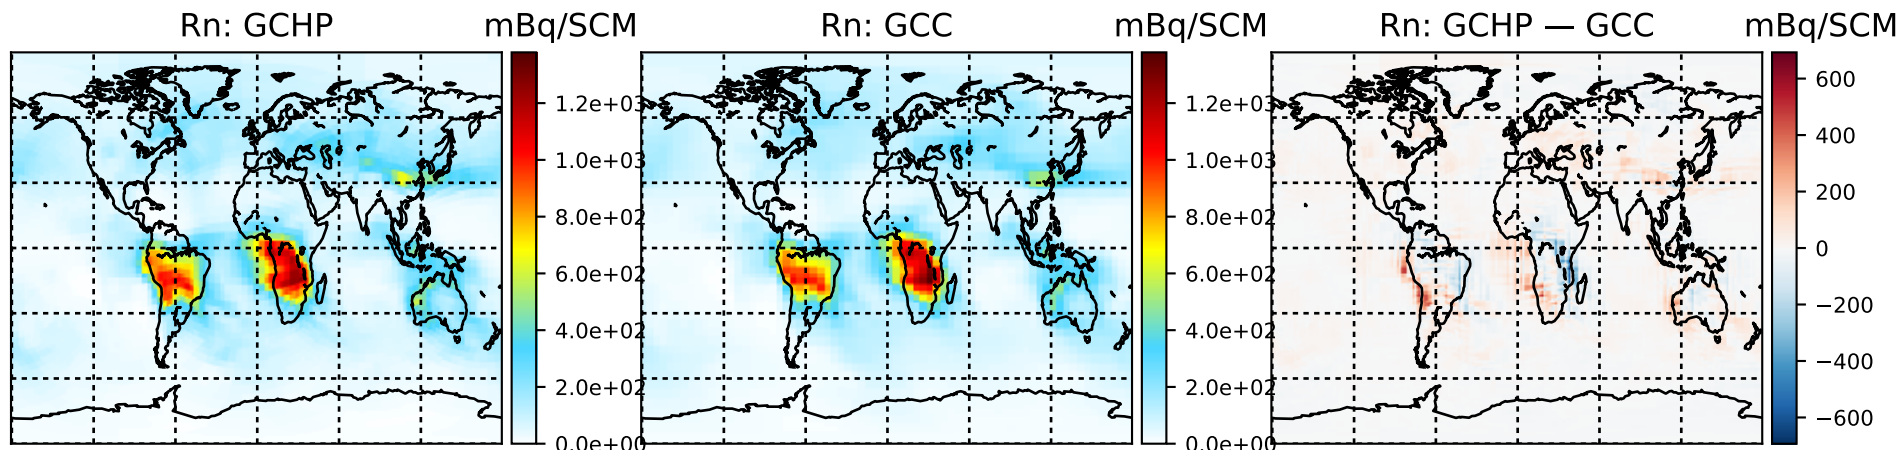 Rn: GCHP
mBq/SCM
Rn: GCC
mBq/SCM
Rn: GCHP — GCC
mBq/SCM
1.2e+03
1.0e+03
8.0e+02
6.0e+02
4.0e+02
2.0e+02
0.0e+00
1.2e+03
1.0e+03
8.0e+02
6.0e+02
4.0e+02
2.0e+02
0.0e+00
600
400
200
0
−200
−400
−600